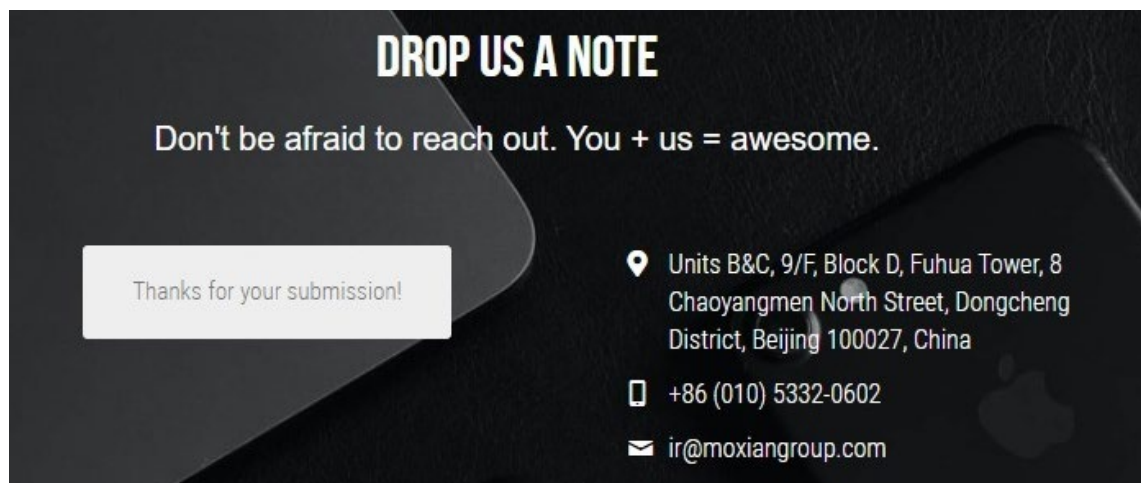 DROP US A NOTE
Don't be afraid to reach out. You + us = awesome.
Thanks for your submission!
Units B&C, 9/F, Block D, Fuhua Tower, 8
Chaoyangmen North Street, Dongcheng
District, Beijing 100027, China
+86 (010) 5332-0602
ir@moxiangroup.com